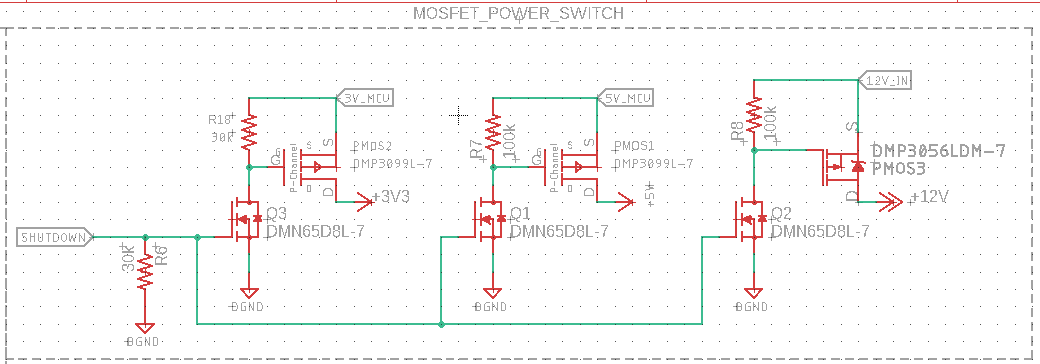 MOSFET_POWER_SWITCH
3V_MCU
5V_MCU
12V_IN
R18
30k
G
S
P-Channel
D
S
D
PMOS2
DMP3099L-7
+3V3
R7
100k
G
S
P-Channel
D
S
D
PMOS1
DMP3099L-7
+5V
R8
100k
S
D
DMP3056LDM-7
PMOS3
+12V
Q3
DMN65D8L-7
Q1
DMN65D8L-7
Q2
DMN65D8L-7
SHUTDOWN
30k
R6
DGND
DGND
DGND
DGND